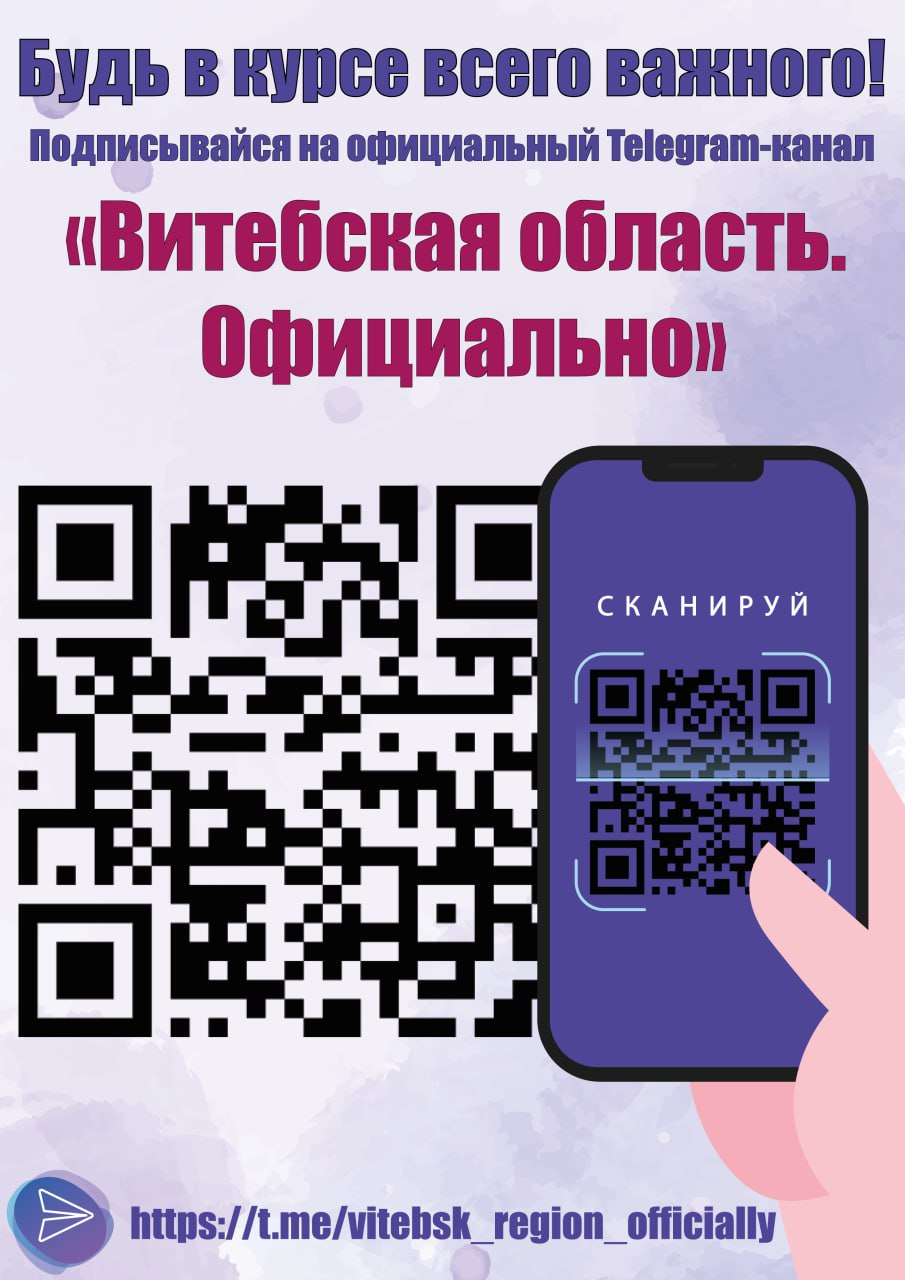 Будь в курсе всего важного!
Подписывайся на официальный Telegram-канал
«Витебская область.
Официально»
СКАНИРУЙ
https://t.me/vitebsk_region_officially